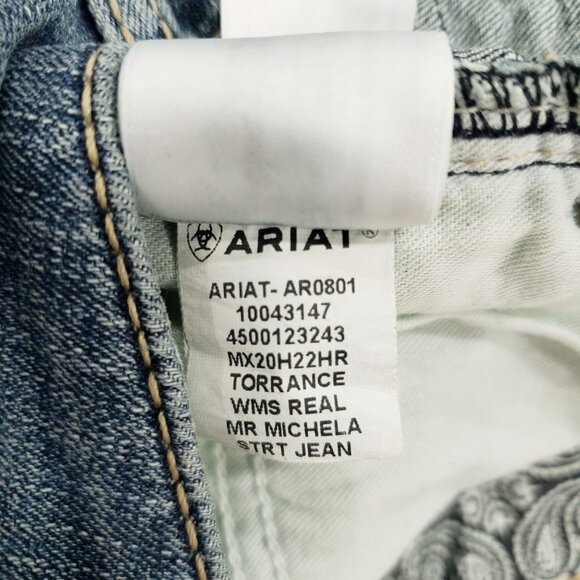 ARIAT®
ARIAT- AR0801
10043147
4500123243
MX20H22HR
TORRANCE
WMS REAL
MR MICHELA
STRT JEAN